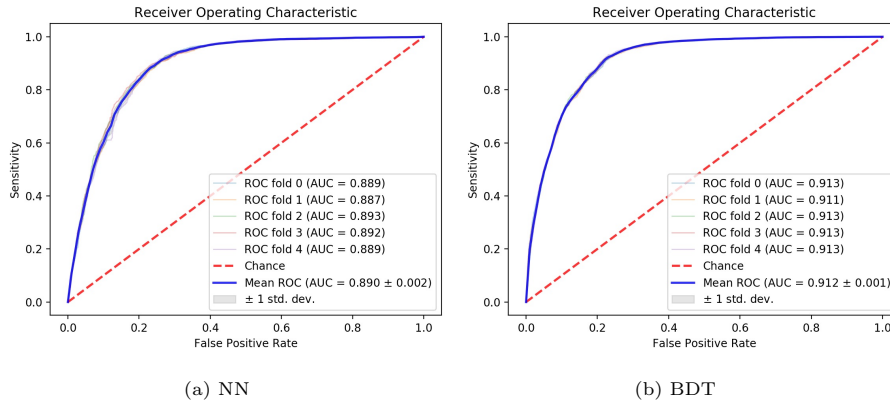 Receiver Operating Characteristic
1.0
0.8
0.6
0.4
0.2
0.0
Sensitivity
ROC fold 0 (AUC = 0.889)
ROC fold 1 (AUC = 0.887)
ROC fold 2 (AUC = 0.893)
ROC fold 3 (AUC = 0.892)
ROC fold 4 (AUC = 0.889)
Chance
Mean ROC (AUC = 0.890 ± 0.002)
± 1 std. dev.
0.0 0.2 0.4 0.6 0.8 1.0
False Positive Rate
(a) NN
Receiver Operating Characteristic
1.0
0.8
0.6
0.4
0.2
0.0
Sensitivity
ROC fold 0 (AUC = 0.913)
ROC fold 1 (AUC = 0.911)
ROC fold 2 (AUC = 0.913)
ROC fold 3 (AUC = 0.913)
ROC fold 4 (AUC = 0.913)
Chance
Mean ROC (AUC = 0.912 ± 0.001)
± 1 std. dev.
0.0 0.2 0.4 0.6 0.8 1.0
False Positive Rate
(b) BDT